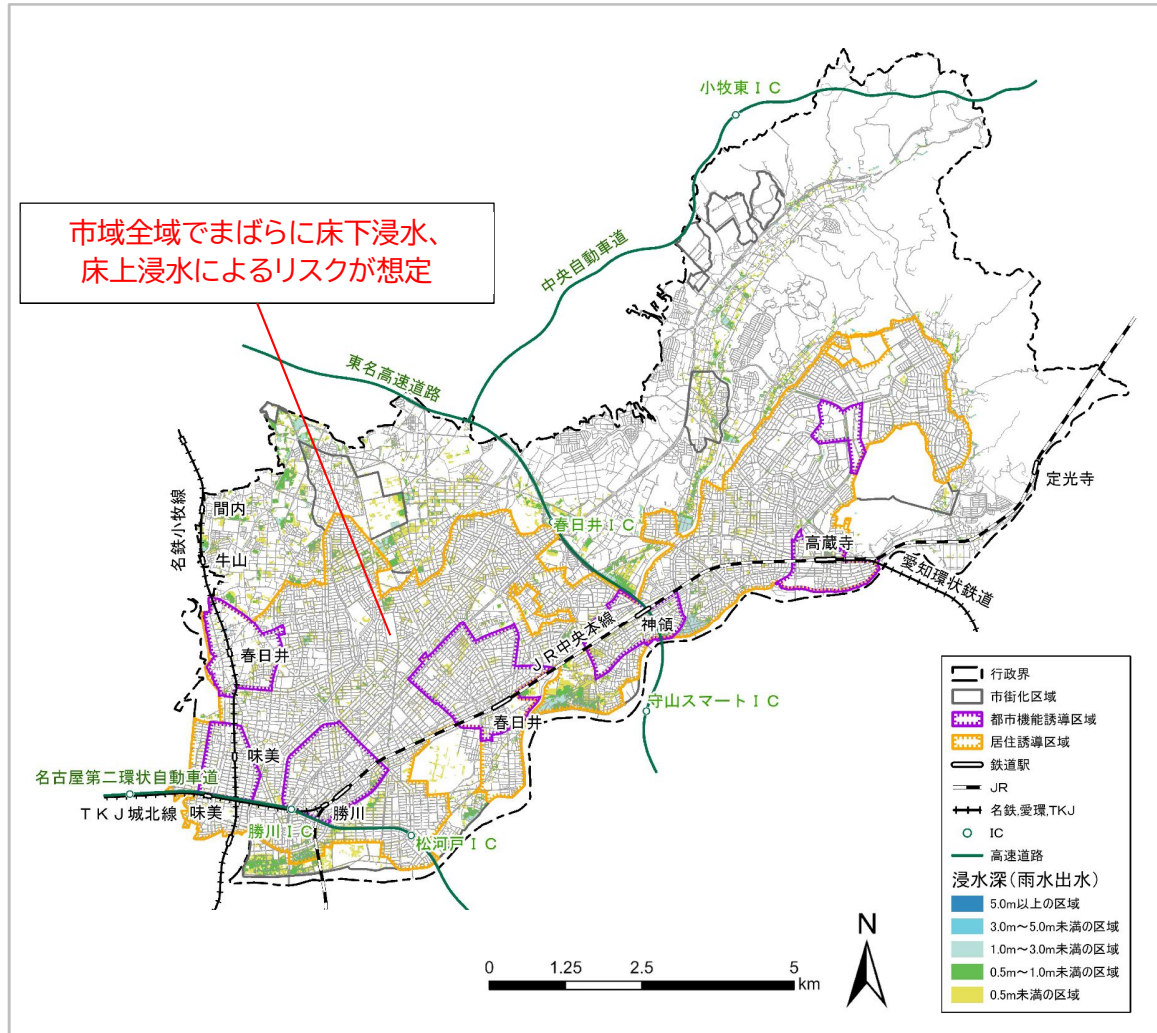 小牧東IC
市域全域でまばらに床下浸水、
床上浸水によるリスクが想定
中央自動車道
東名高速道路
名鉄小牧線
間内
牛山
春日井IC
定光寺
高蔵寺
愛知環状鉄道
JR中央本線
神領
春日井
春日井
守山スマートIC
味美
名古屋第二環状自動車道
TKJ城北線
味美
勝川
勝川IC
松河戸IC
行政界
市街化区域
都市機能誘導区域
居住誘導区域
鉄道駅
JR
名鉄,愛環,TKJ
IC
高速道路
浸水深(雨水出水)
5.0m以上の区域
3.0m~5.0m未満の区域
1.0m~3.0m未満の区域
0.5m~1.0m未満の区域
0.5m未満の区域
N
0 1.25 2.5 5
km